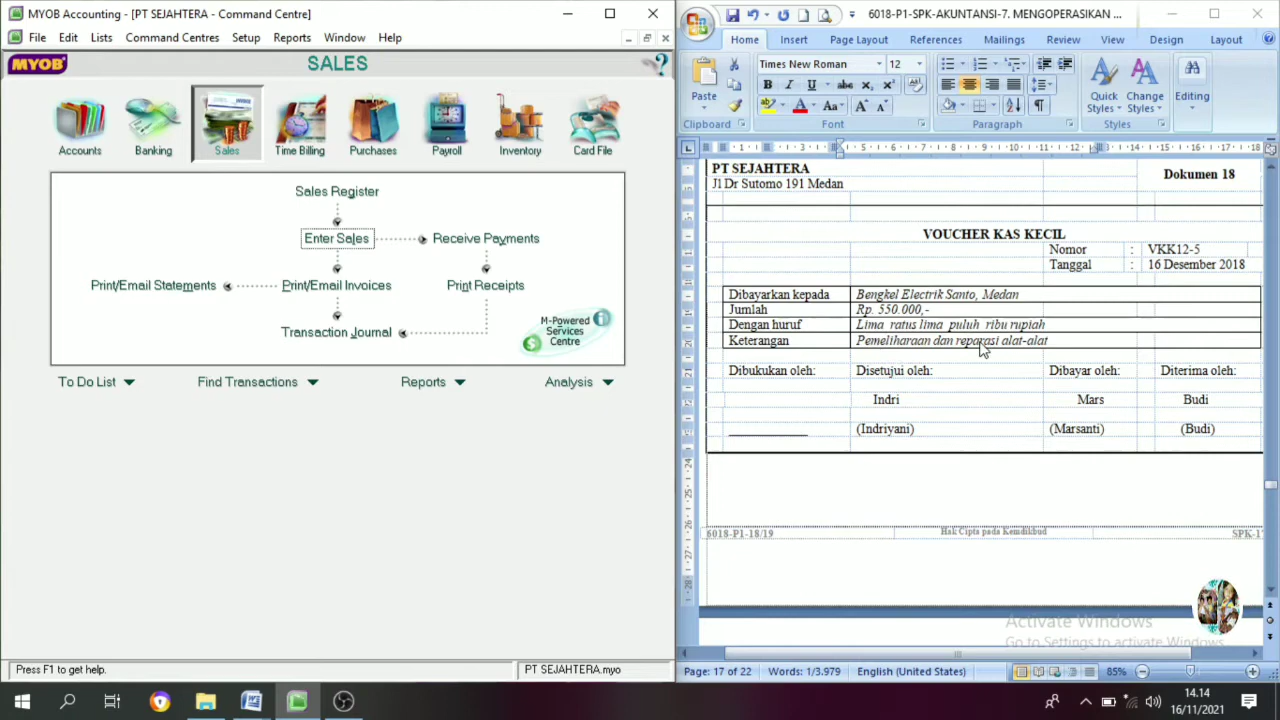 MYOB Accounting - [PT SEJAHTERA - Command Centre]
File Edit Lists Command Centres Setup Reports Window Help
MYOB
SALES
Accounts Banking Sales Time Billing Purchases Payroll Inventory Card File
Sales Register
Enter Sales Receive Payments
Print/Email Statements Print/Email Invoices Print Receipts
Transaction Journal
M-Powered
Services
Centre
To Do List Find Transactions Reports Analysis
Press F1 to get help. PT SEJAHTERA.myo
6018-P1-SPK-AKUNTANSI-7. MENGOPERASIKAN ...
Home Insert Page Layout References Mailings Review View Design Layout
Paste
Times New Roman 12
Quick
Styles
Change
Styles
Editing
Clipboard Font Paragraph Styles
PT SEJAHTERA
Jl Dr Sutomo 191 Medan
Dokumen 18
VOUCHER KAS KECIL
Nomor : VKK12-5
Tanggal : 16 Desember 2018
Dibayarkan kepada Bengkel Electrik Santo, Medan
Jumlah Rp. 550.000,-
Dengan huruf Lima ratus lima puluh ribu rupiah
Keterangan Pemeliharaan dan reparasi alat-alat
Dibukukan oleh: Disetujui oleh: Dibayar oleh: Diterima oleh:
Indri Mars Budi
(Indriyani) (Marsanti) (Budi)
6018-P1-18/19 Hak Cipta pada Kemdikbud SPK-1
Activate Windows
Go to Settings to activate Windows.
Page: 17 of 22 Words: 1/3.979 English (United States) 85%
14.14
16/11/2021